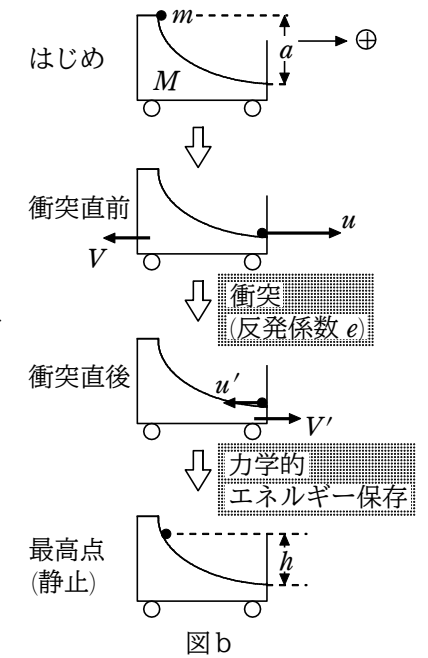 m
はじめ
a
⊕
M
衝突直前
u
V
衝突
(反発係数 e)
衝突直後
u′
V′
力学的
エネルギー保存
最高点
(静止)
h
図b